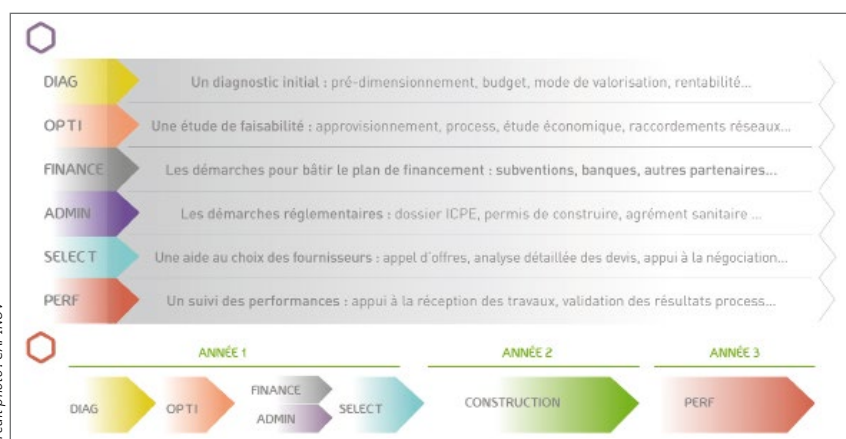 DIAG Un diagnostic initial : pré-dimensionnement, budget, mode de valorisation, rentabilité...
OPTI Une étude de faisabilité : approvisionnement, process, étude économique, raccordements réseaux...
FINANCE Les démarches pour bâtir le plan de financement : subventions, banques, autres partenaires...
ADMIN Les démarches réglementaires : dossier ICPE, permis de construire, agrément sanitaire ...
SELECT Une aide au choix des fournisseurs : appel d'offres, analyse détaillée des devis, appui à la négociation...
PERF Un suivi des performances : appui à la réception des travaux, validation des résultats process...
ANNÉE 1 ANNÉE 2 ANNÉE 3
DIAG OPTI FINANCE ADMIN SELECT CONSTRUCTION PERF